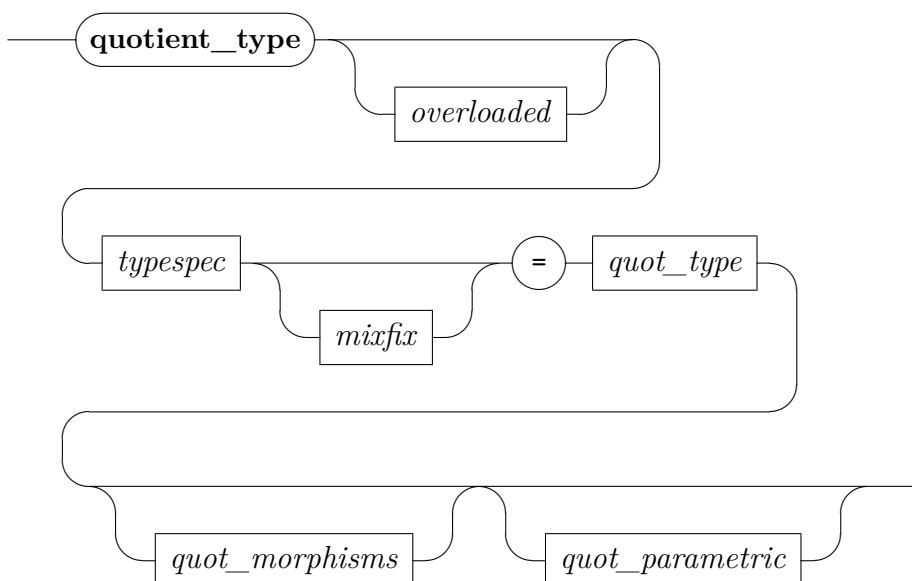 quotient_type
overloaded
typespec = quot_type
mixfix
quot_morphisms quot_parametric